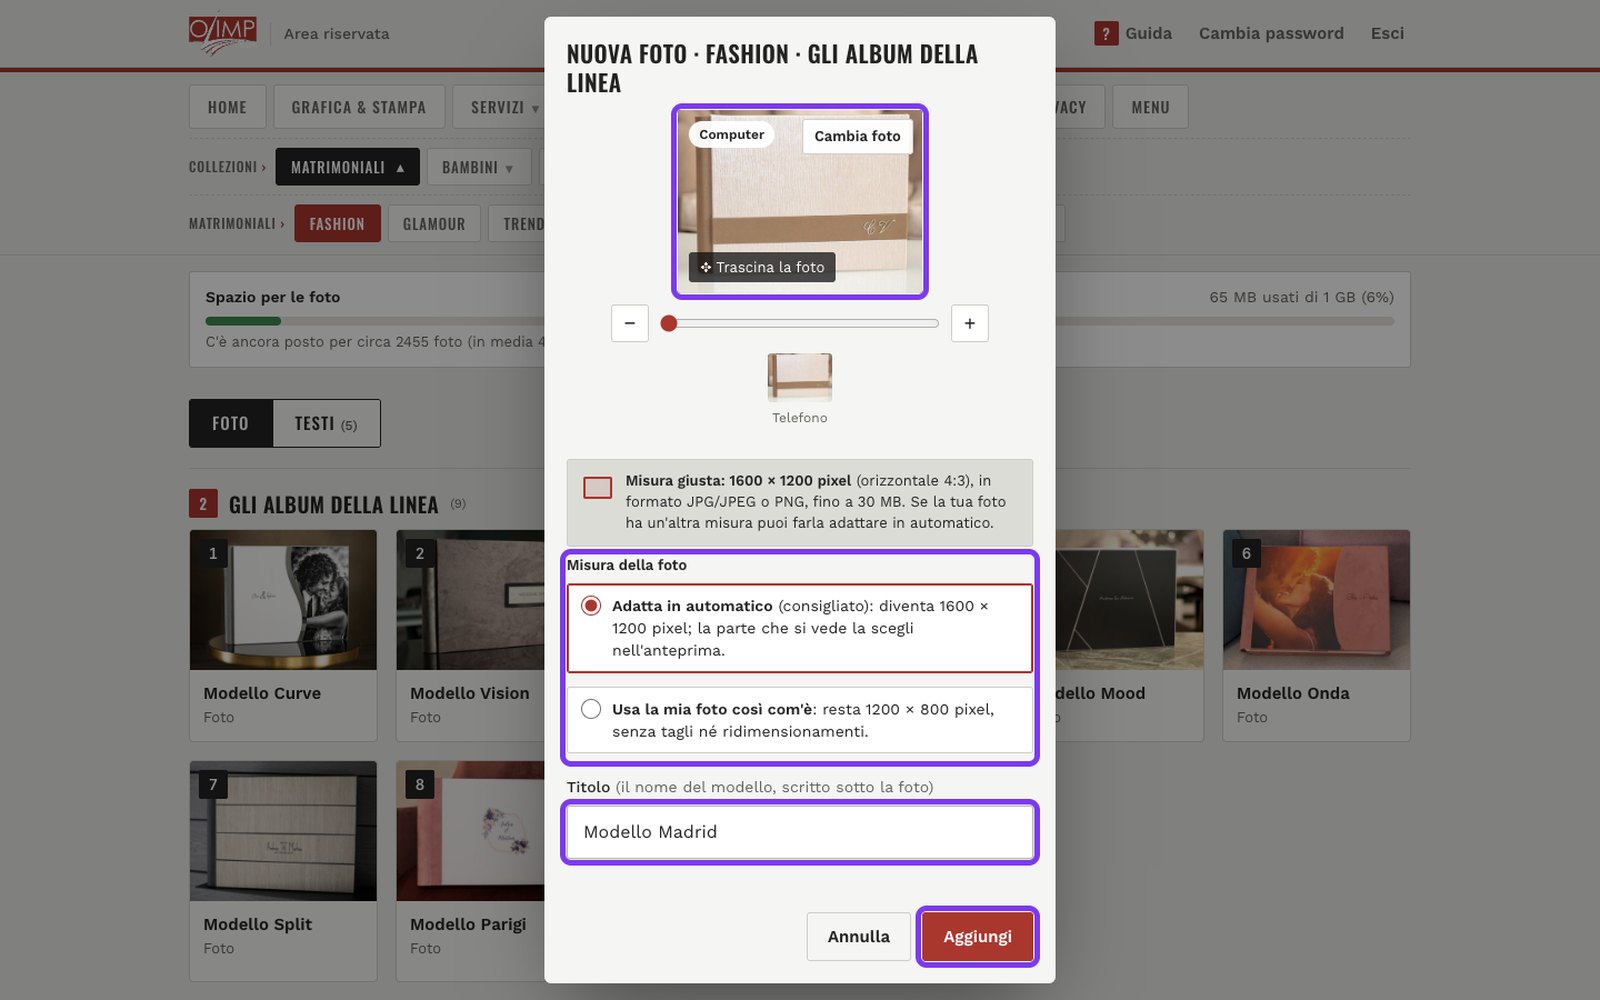 OLIMP
Area riservata
? Guida
Cambia password
Esci
HOME
GRAFICA & STAMPA
SERVIZI ▼
MENU
COLLEZIONI ›
MATRIMONIALI ▲
BAMBINI ▼
MATRIMONIALI ›
FASHION
GLAMOUR
Spazio per le foto
65 MB usati di 1 GB (6%)
C'è ancora posto per circa 2455 foto (in media
FOTO
TESTI (5)
2 GLI ALBUM DELLA LINEA (9)
1
2
6
Modello Curve
Foto
Modello Vision
Foto
Mood
Modello Onda
Foto
7
8
Modello Split
Foto
Modello Parigi
Foto
NUOVA FOTO · FASHION · GLI ALBUM DELLA
LINEA
Computer
Cambia foto
C V
✥ Trascina la foto
−
+
Telefono
Misura giusta: 1600 × 1200 pixel (orizzontale 4:3), in
formato JPG/JPEG o PNG, fino a 30 MB. Se la tua foto
ha un'altra misura puoi farla adattare in automatico.
Misura della foto
Adatta in automatico (consigliato): diventa 1600 ×
1200 pixel; la parte che si vede la scegli
nell'anteprima.
Usa la mia foto così com'è: resta 1200 × 800 pixel,
senza tagli né ridimensionamenti.
Titolo (il nome del modello, scritto sotto la foto)
Modello Madrid
Annulla
Aggiungi